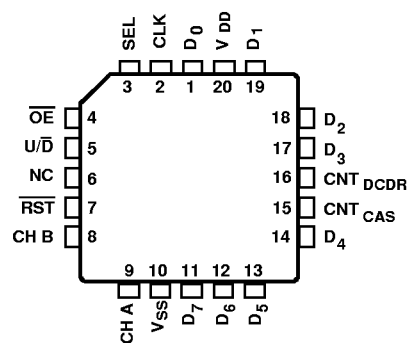 SEL CLK D0 VDD D1
3 2 1 20 19
OE 4 18 D2
U/D 5 17 D3
NC 6 16 CNT DCDR
RST 7 15 CNT CAS
CH B 8 14 D4
9 10 11 12 13
CH A VSS D7 D6 D5